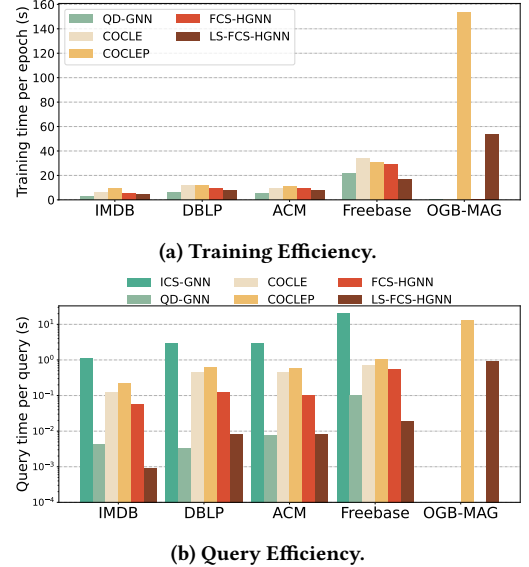 Training time per epoch (s)
160
140
120
100
80
60
40
20
0
QD-GNN
COCLE
COCLEP
FCS-HGNN
LS-FCS-HGNN
IMDB DBLP ACM Freebase OGB-MAG
(a) Training Efficiency.
ICS-GNN COCLE FCS-HGNN
QD-GNN COCLEP LS-FCS-HGNN
Query time per query (s)
10¹
10⁰
10⁻¹
10⁻²
10⁻³
10⁻⁴
IMDB DBLP ACM Freebase OGB-MAG
(b) Query Efficiency.